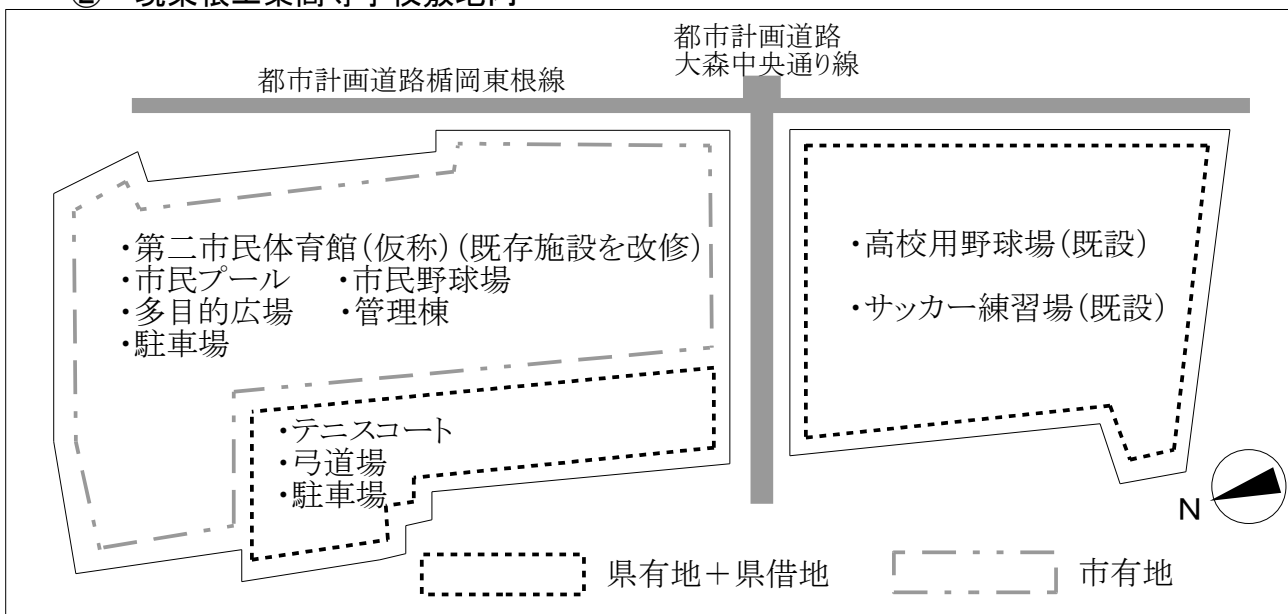 都市計画道路
大森中央通り線
都市計画道路楯岡東根線
・第二市民体育館(仮称)(既存施設を改修)
・市民プール ・市民野球場
・多目的広場 ・管理棟
・駐車場
・高校用野球場(既設)
・サッカー練習場(既設)
・テニスコート
・弓道場
・駐車場
N
県有地＋県借地
市有地